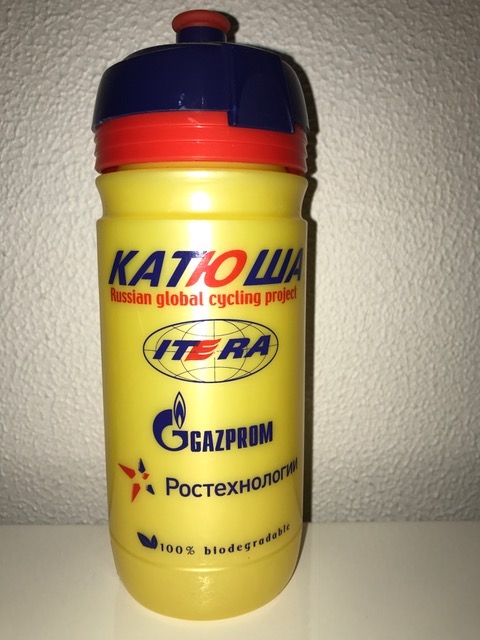 КАТЮША
Russian global cycling project
ITERA
GAZPROM
Ростехнологии
100% biodegradable